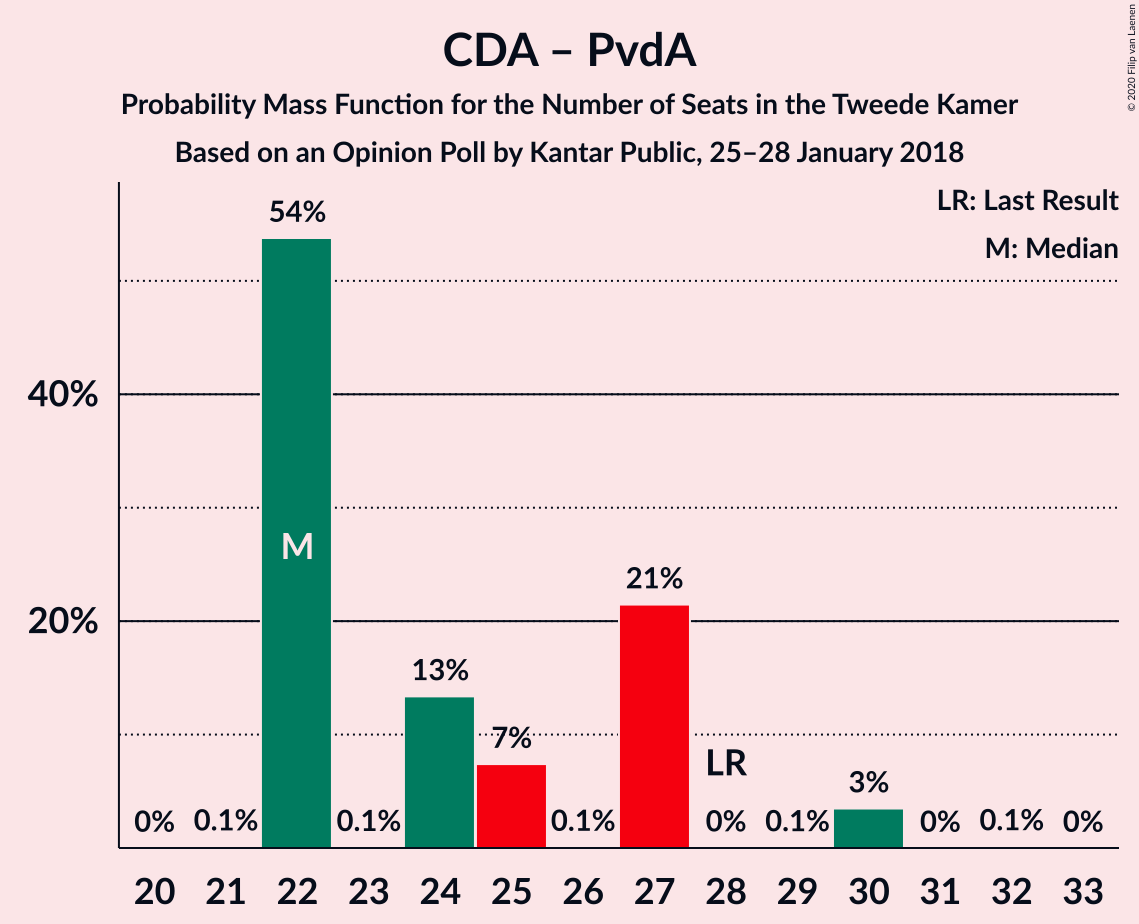 CDA – PvdA
Probability Mass Function for the Number of Seats in the Tweede Kamer
Based on an Opinion Poll by Kantar Public, 25–28 January 2018
© 2020 Filip van Laenen
LR: Last Result
M: Median
54%
40%
M
21%
20%
13%
7%
LR
3%
0% 0.1% 0.1% 0.1% 0% 0.1% 0% 0.1% 0%
20 21 22 23 24 25 26 27 28 29 30 31 32 33